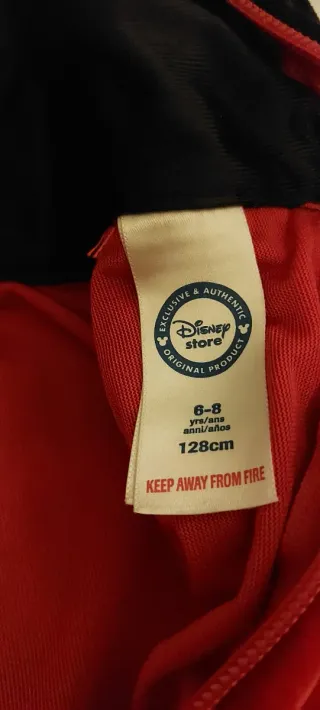 EXCLUSIVE & AUTHENTIC
Disney
store
ORIGINAL PRODUCT
6-8
yrs/ans
anni/años
128cm
KEEP AWAY FROM FIRE